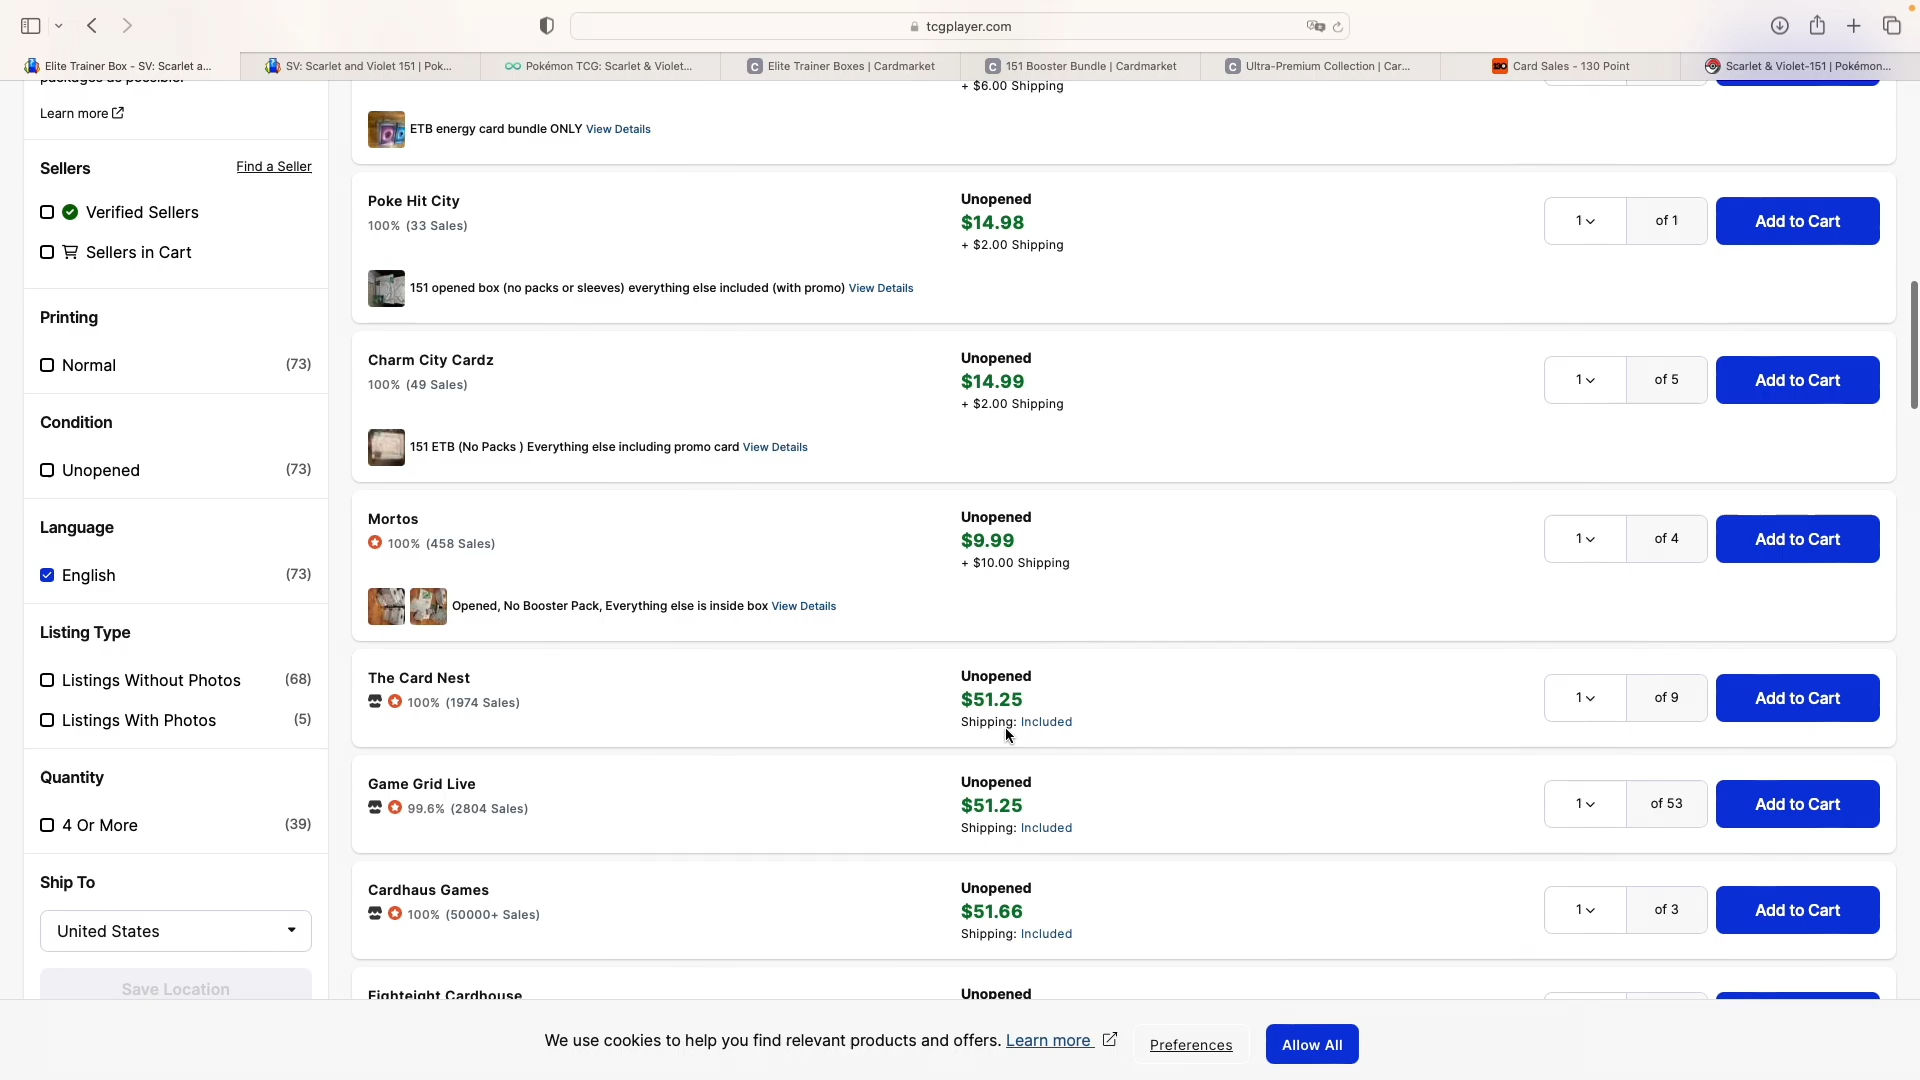 tcgplayer.com
Elite Trainer Box - SV: Scarlet a...
SV: Scarlet and Violet 151 | Pok...
Pokémon TCG: Scarlet & Violet...
Elite Trainer Boxes | Cardmarket
151 Booster Bundle | Cardmarket
Ultra-Premium Collection | Car...
Card Sales - 130 Point
Scarlet & Violet-151 | Pokémon...
packages as possible.
Learn more
Sellers
Find a Seller
Verified Sellers
Sellers in Cart
Printing
Normal (73)
Condition
Unopened (73)
Language
English (73)
Listing Type
Listings Without Photos (68)
Listings With Photos (5)
Quantity
4 Or More (39)
Ship To
United States
Save Location
+ $6.00 Shipping
ETB energy card bundle ONLY View Details
Poke Hit City
100% (33 Sales)
Unopened
$14.98
+ $2.00 Shipping
1 of 1 Add to Cart
151 opened box (no packs or sleeves) everything else included (with promo) View Details
Charm City Cardz
100% (49 Sales)
Unopened
$14.99
+ $2.00 Shipping
1 of 5 Add to Cart
151 ETB (No Packs ) Everything else including promo card View Details
Mortos
100% (458 Sales)
Unopened
$9.99
+ $10.00 Shipping
1 of 4 Add to Cart
Opened, No Booster Pack, Everything else is inside box View Details
The Card Nest
100% (1974 Sales)
Unopened
$51.25
Shipping: Included
1 of 9 Add to Cart
Game Grid Live
99.6% (2804 Sales)
Unopened
$51.25
Shipping: Included
1 of 53 Add to Cart
Cardhaus Games
100% (50000+ Sales)
Unopened
$51.66
Shipping: Included
1 of 3 Add to Cart
Eighteight Cardhouse
Unopened
We use cookies to help you find relevant products and offers. Learn more
Preferences
Allow All